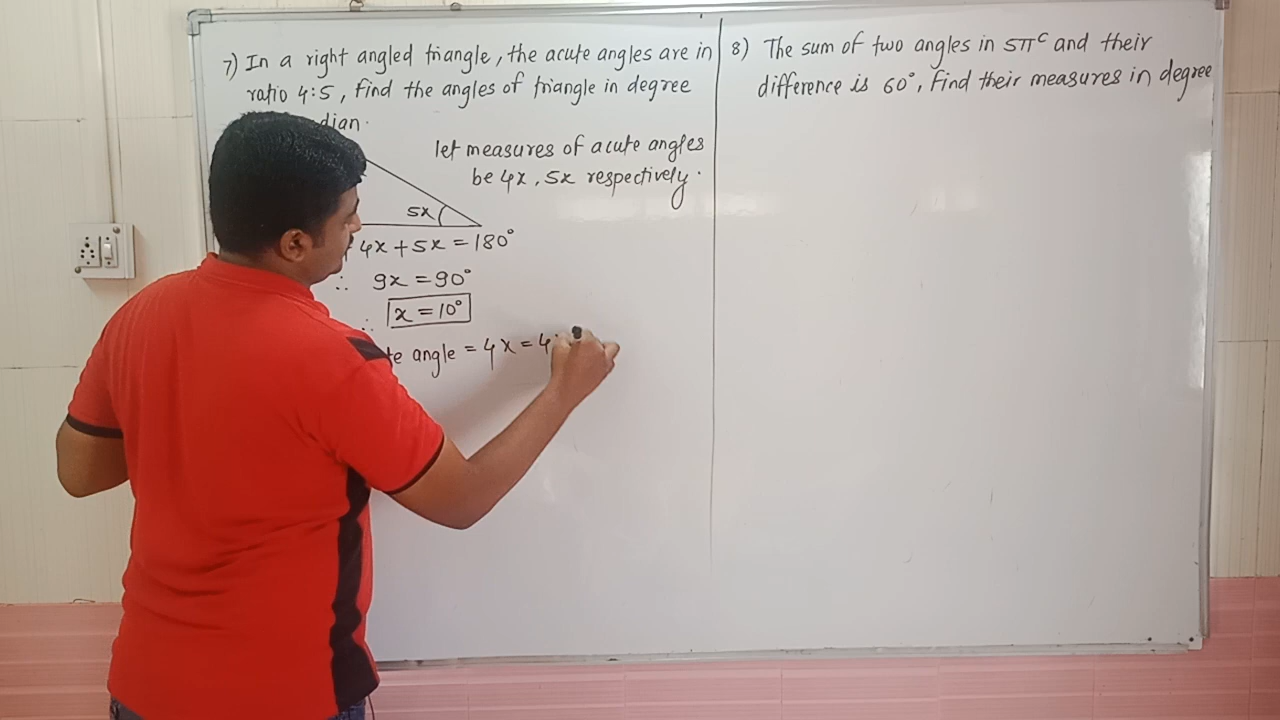 7) In a right angled triangle, the acute angles are in
ratio 4:5, find the angles of triangle in degree
dian.
let measures of acute angles
be 4x, 5x respectively.
5x
4x + 5x = 180°
∴ 9x = 90°
∴ x = 10°
te angle = 4x = 4
8) The sum of two angles in 5π^c and their
difference is 60°, Find their measures in degree